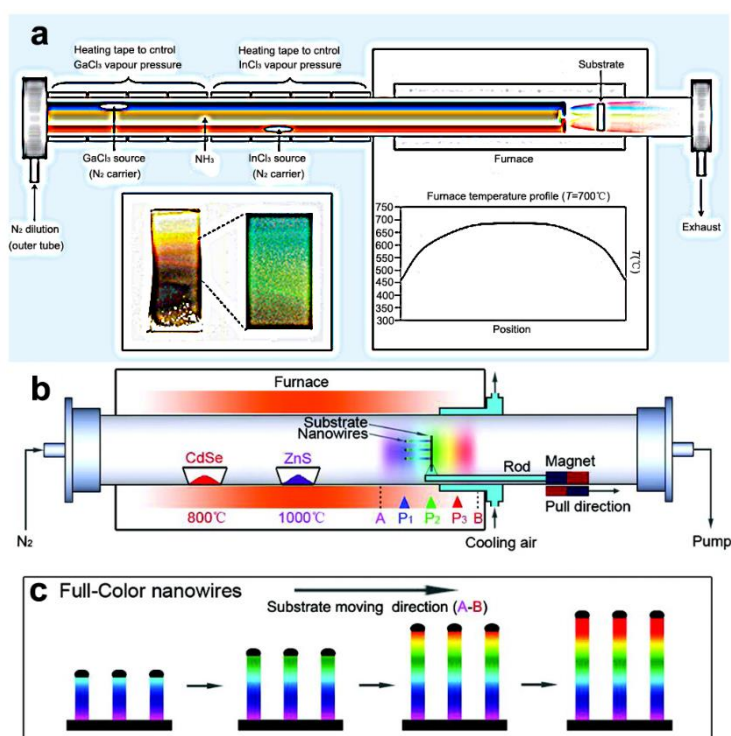 a
Heating tape to cntrol
GaCl₃ vapour pressure
Heating tape to cntrol
InCl₃ vapour pressure
Substrate
GaCl₃ source
(N₂ carrier)
NH₃
InCl₃ source
(N₂ carrier)
Furnace
N₂ dilution
(outer tube)
Exhaust
Furnace temperature profile (T=700℃)
750
700
650
600
550
500
450
400
350
300
T(℃)
Position
b
Furnace
Substrate
Nanowires
CdSe
ZnS
Rod
Magnet
Pull direction
N₂
800℃
1000℃
A
P₁
P₂
P₃
B
Cooling air
Pump
c
Full-Color nanowires
Substrate moving direction (A-B)